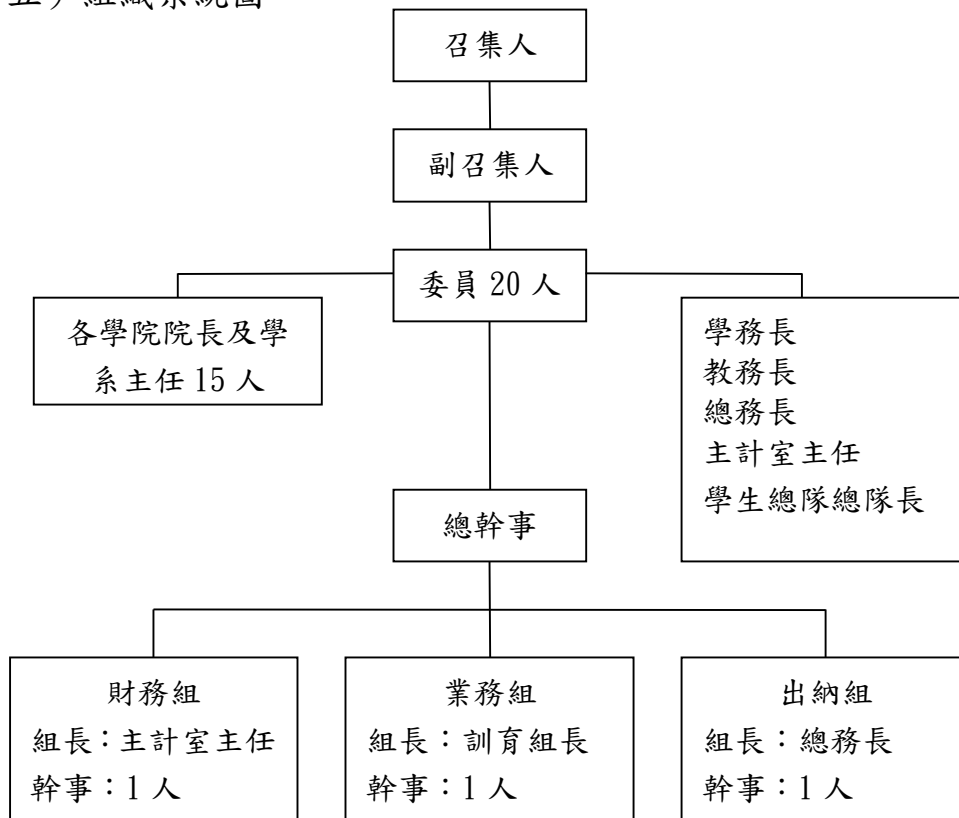 五）組織系統圖
召集人
副召集人
委員 20 人
各學院院長及學
系主任 15 人
學務長
教務長
總務長
主計室主任
學生總隊總隊長
總幹事
財務組
組長：主計室主任
幹事：1 人
業務組
組長：訓育組長
幹事：1 人
出納組
組長：總務長
幹事：1 人